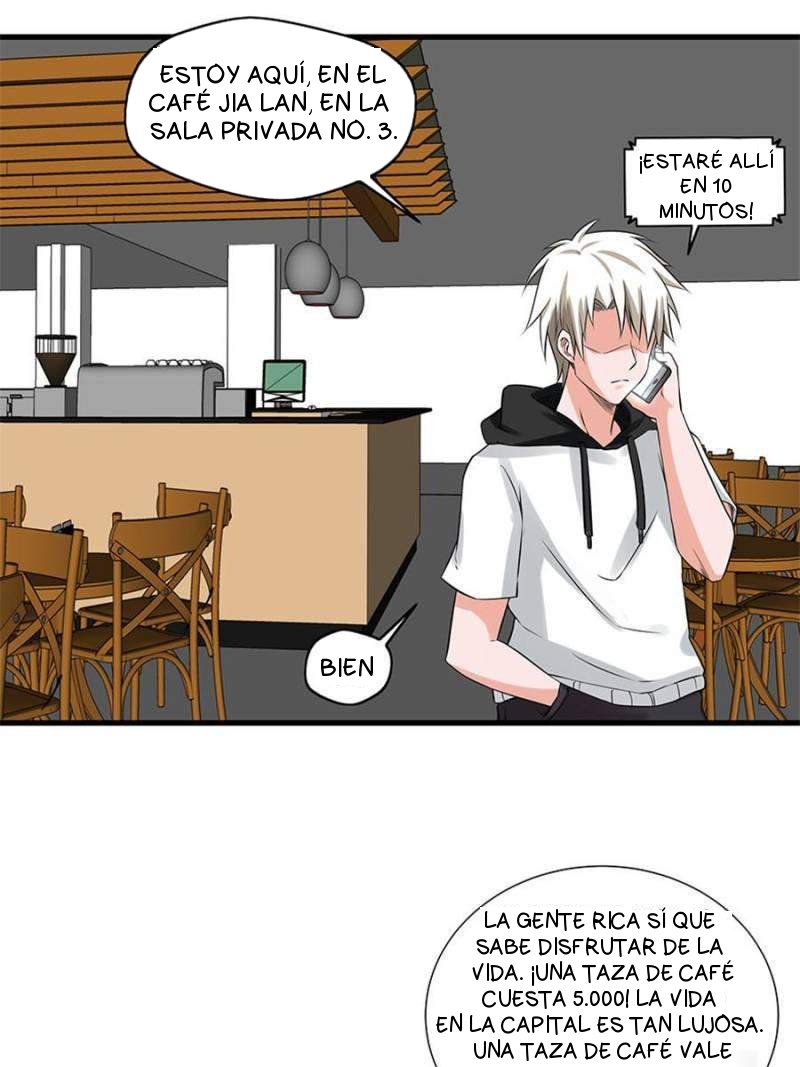 ESTOY AQUÍ, EN EL
CAFÉ JIA LAN, EN LA
SALA PRIVADA NO. 3.
¡ESTARÉ ALLÍ
EN 10
MINUTOS!
BIEN
LA GENTE RICA SÍ QUE
SABE DISFRUTAR DE LA
VIDA. ¡UNA TAZA DE CAFÉ
CUESTA 5.000! LA VIDA
EN LA CAPITAL ES TAN LUJOSA.
UNA TAZA DE CAFÉ VALE